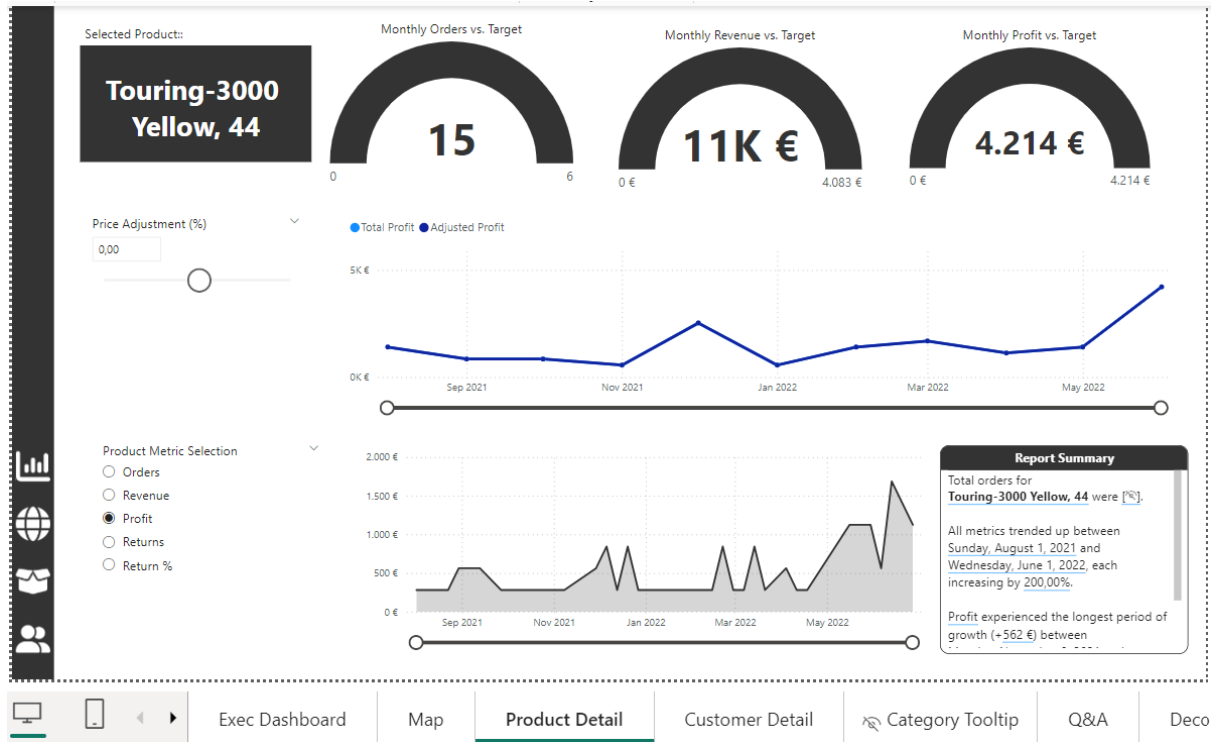 Selected Product::
Touring-3000
Yellow, 44
Monthly Orders vs. Target
15
0
6
Monthly Revenue vs. Target
11K €
0 €
4.083 €
Monthly Profit vs. Target
4.214 €
0 €
4.214 €
Price Adjustment (%)
0,00
Total Profit Adjusted Profit
5K €
0K €
Sep 2021
Nov 2021
Jan 2022
Mar 2022
May 2022
Product Metric Selection
Orders
Revenue
Profit
Returns
Return %
2.000 €
1.500 €
1.000 €
500 €
0 €
Sep 2021
Nov 2021
Jan 2022
Mar 2022
May 2022
Report Summary
Total orders for
Touring-3000 Yellow, 44 were [ ].
All metrics trended up between
Sunday, August 1, 2021 and
Wednesday, June 1, 2022, each
increasing by 200,00%.
Profit experienced the longest period of
growth (+562 €) between
Exec Dashboard
Map
Product Detail
Customer Detail
Category Tooltip
Q&A
Deco